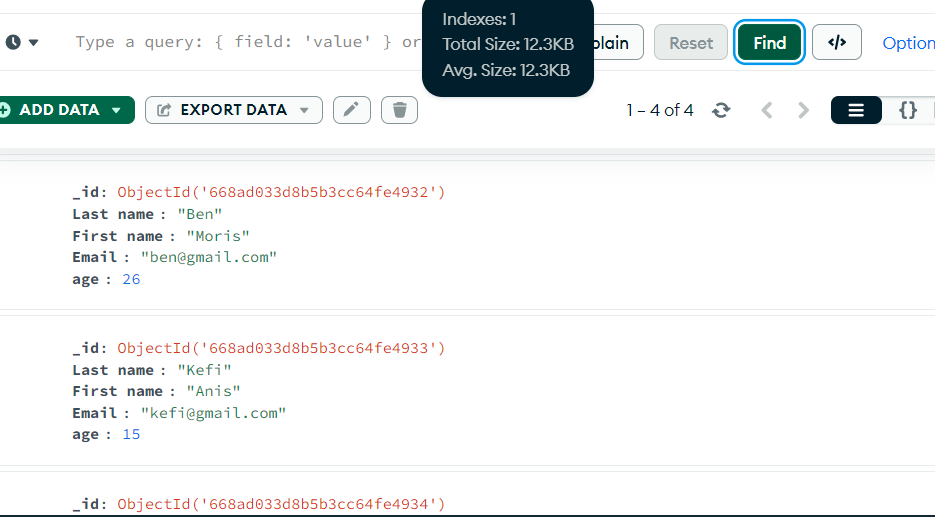 Indexes: 1
Total Size: 12.3KB
Avg. Size: 12.3KB
Type a query: { field: 'value' } or
plain
Reset
Find
</>
Option
ADD DATA
EXPORT DATA
1 – 4 of 4
{}
_id: ObjectId('668ad033d8b5b3cc64fe4932')
Last name : "Ben"
First name : "Moris"
Email : "ben@gmail.com"
age : 26
_id: ObjectId('668ad033d8b5b3cc64fe4933')
Last name : "Kefi"
First name : "Anis"
Email : "kefi@gmail.com"
age : 15
_id: ObjectId('668ad033d8b5b3cc64fe4934')